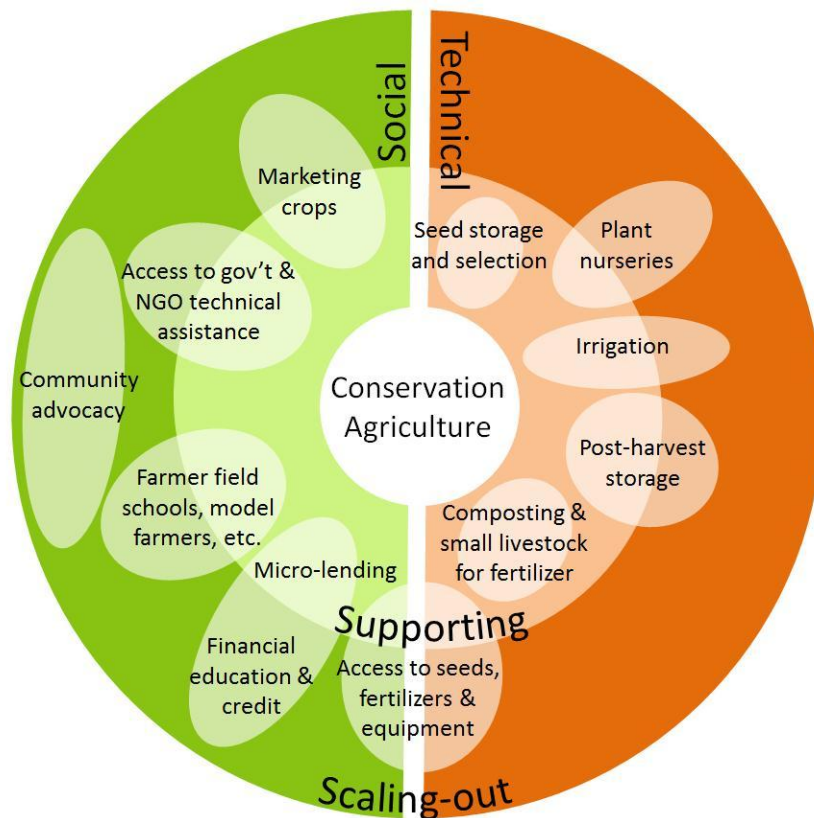 Social
Technical
Marketing
crops
Seed storage
and selection
Plant
nurseries
Access to gov't &
NGO technical
assistance
Irrigation
Community
advocacy
Conservation
Agriculture
Post-harvest
storage
Farmer field
schools, model
farmers, etc.
Composting &
small livestock
for fertilizer
Micro-lending
Supporting
Financial
education &
credit
Access to seeds,
fertilizers &
equipment
Scaling-out